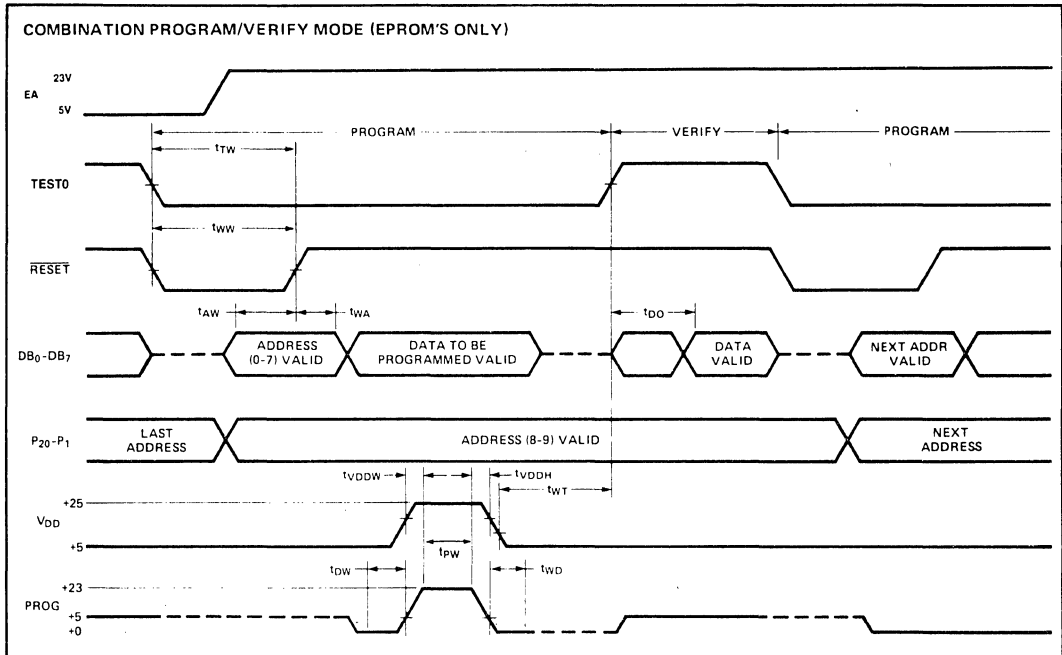 COMBINATION PROGRAM/VERIFY MODE (EPROM'S ONLY)
23V
EA
5V
PROGRAM
VERIFY
PROGRAM
tTW
TEST0
tWW
RESET
tAW
tWA
tDO
DB0-DB7
ADDRESS
(0-7) VALID
DATA TO BE
PROGRAMMED VALID
DATA
VALID
NEXT ADDR
VALID
P20-P1
LAST
ADDRESS
ADDRESS (8-9) VALID
NEXT
ADDRESS
tVDDW
tVDDH
tWT
+25
VDD
+5
tPW
tDW
tWD
+23
PROG
+5
+0